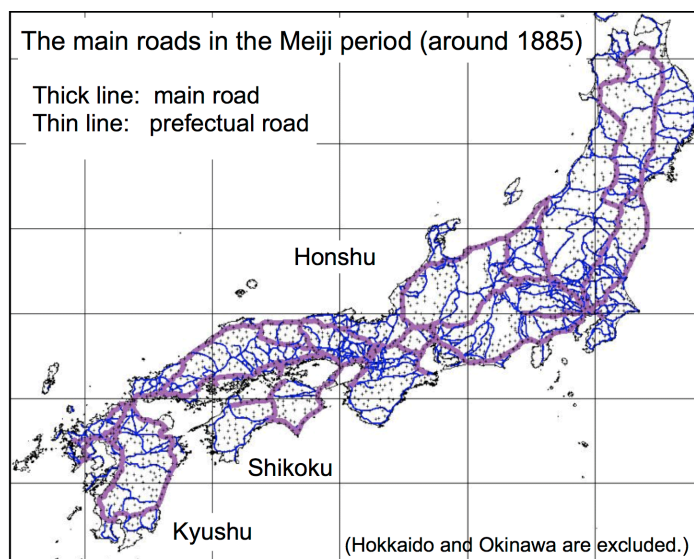 The main roads in the Meiji period (around 1885)
Thick line: main road
Thin line: prefectual road
Honshu
Shikoku
Kyushu
(Hokkaido and Okinawa are excluded.)